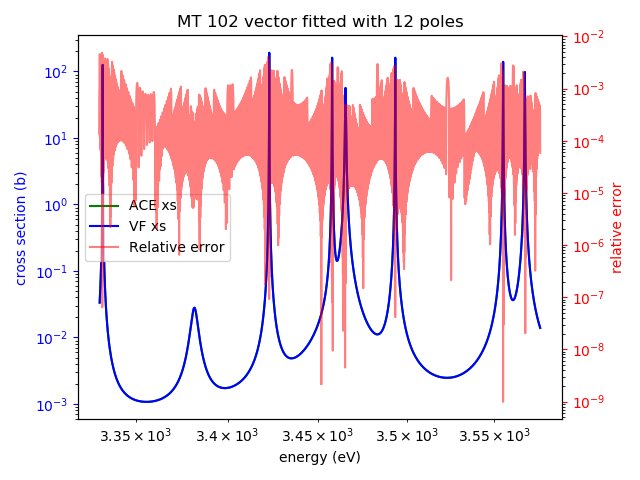 MT 102 vector fitted with 12 poles
10²
10¹
10⁰
10⁻¹
10⁻²
10⁻³
cross section (b)
ACE xs
VF xs
Relative error
10⁻²
10⁻³
10⁻⁴
10⁻⁵
10⁻⁶
10⁻⁷
10⁻⁸
10⁻⁹
relative error
3.35 × 10³ 3.4 × 10³ 3.45 × 10³ 3.5 × 10³ 3.55 × 10³
energy (eV)